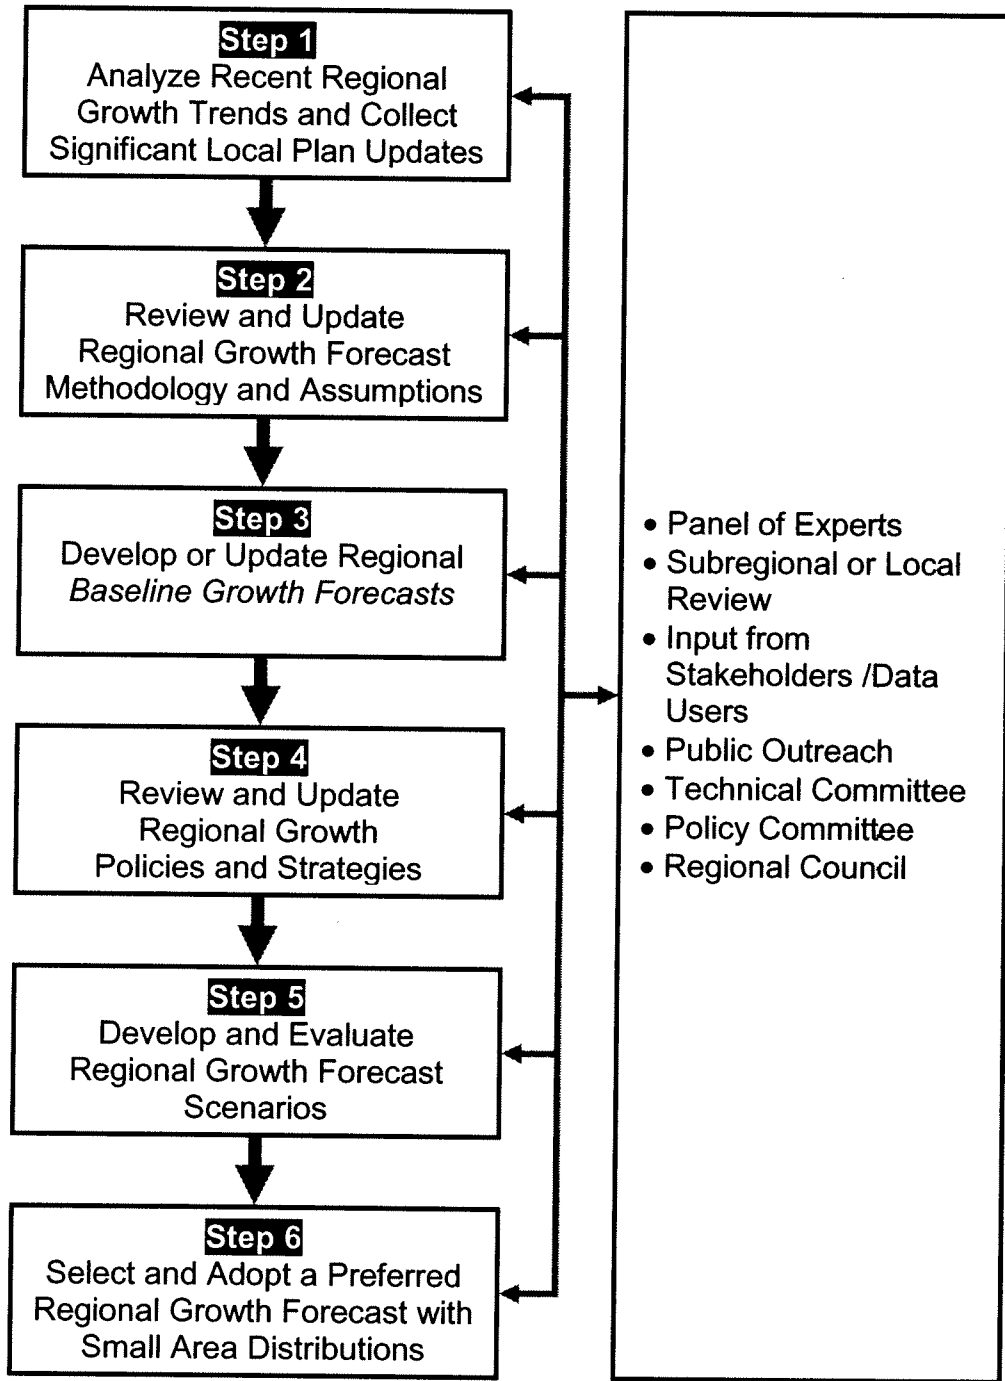 Step 1
Analyze Recent Regional
Growth Trends and Collect
Significant Local Plan Updates
Step 2
Review and Update
Regional Growth Forecast
Methodology and Assumptions
Step 3
Develop or Update Regional
Baseline Growth Forecasts
Step 4
Review and Update
Regional Growth
Policies and Strategies
Step 5
Develop and Evaluate
Regional Growth Forecast
Scenarios
Step 6
Select and Adopt a Preferred
Regional Growth Forecast with
Small Area Distributions
• Panel of Experts
• Subregional or Local
Review
• Input from
Stakeholders /Data
Users
• Public Outreach
• Technical Committee
• Policy Committee
• Regional Council